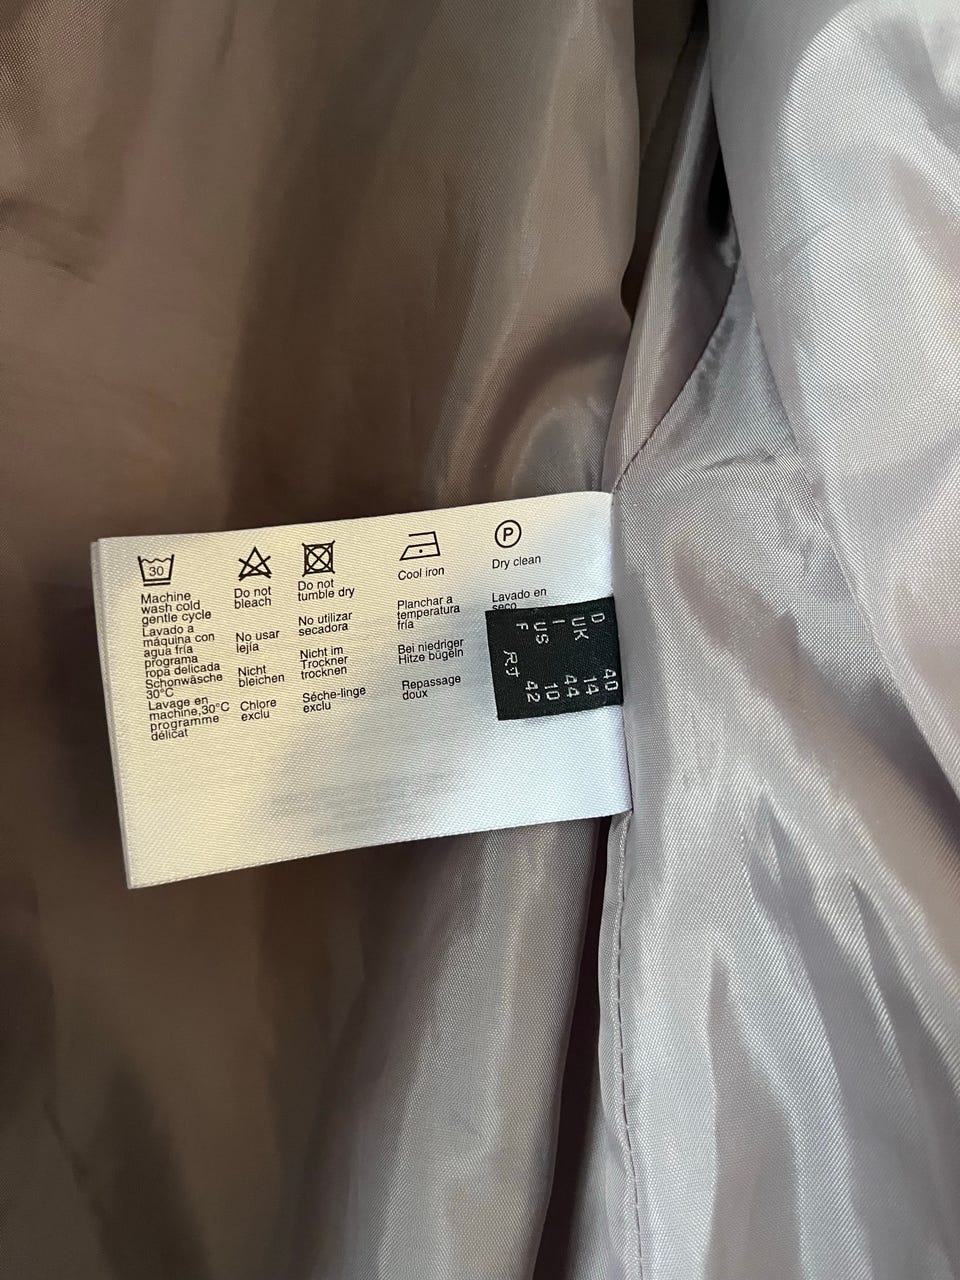 30
Machine
wash cold
gentle cycle
Lavado a
máquina con
agua fría
programa
ropa delicada
Schonwäsche
30°C
Lavage en
machine,30°C
programme
délicat
Do not
bleach
No usar
lejía
Nicht
bleichen
Chlore
exclu
Do not
tumble dry
No utilizar
secadora
Nicht im
Trockner
trocknen
Séche-linge
exclu
Cool iron
Planchar a
temperatura
fría
Bei niedriger
Hitze bügeln
Repassage
doux
P
Dry clean
Lavado en
seco
D 40
UK 14
I 44
US 10
F 42